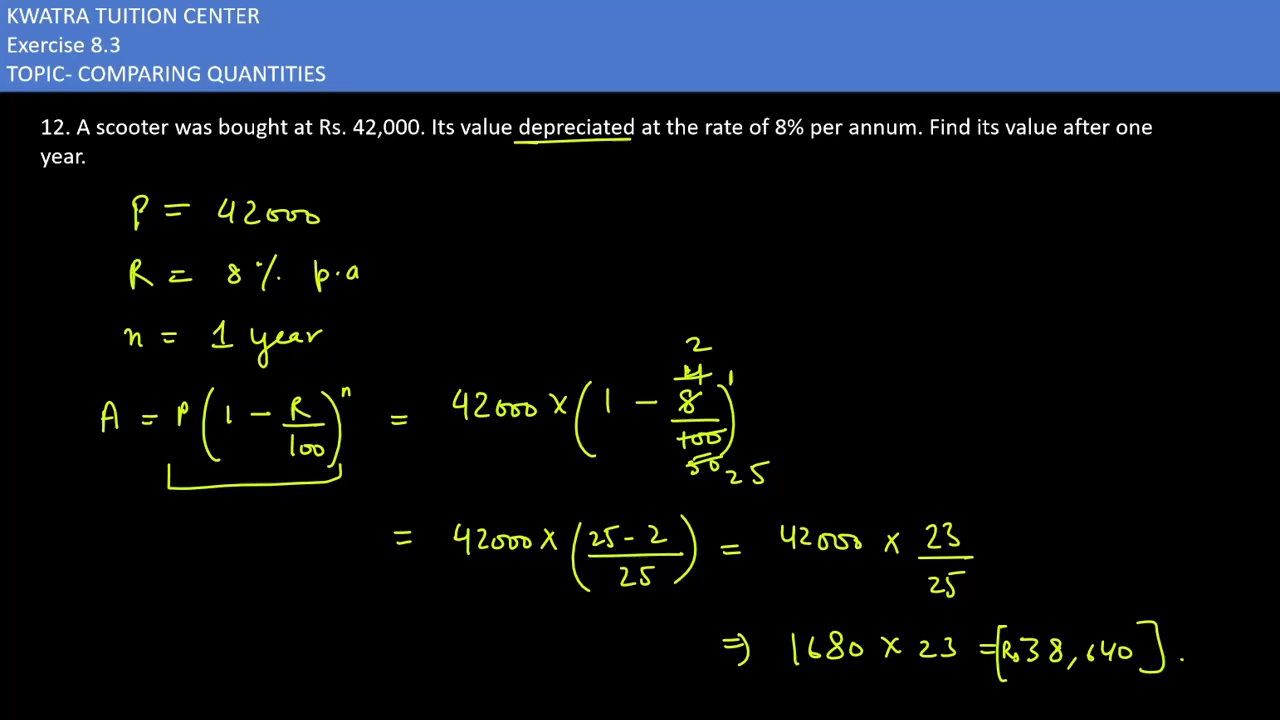 KWATRA TUITION CENTER
Exercise 8.3
TOPIC- COMPARING QUANTITIES
12. A scooter was bought at Rs. 42,000. Its value depreciated at the rate of 8% per annum. Find its value after one
year.
P = 42000
R = 8% p.a
n = 1 year
A = P(1 - R/100)^n = 42000 × (1 - 8/100)^1 4 2 50 25
= 42000 × (25-2/25) = 42000 × 23/25
⇒ 1680 × 23 = [Rs 38,640].